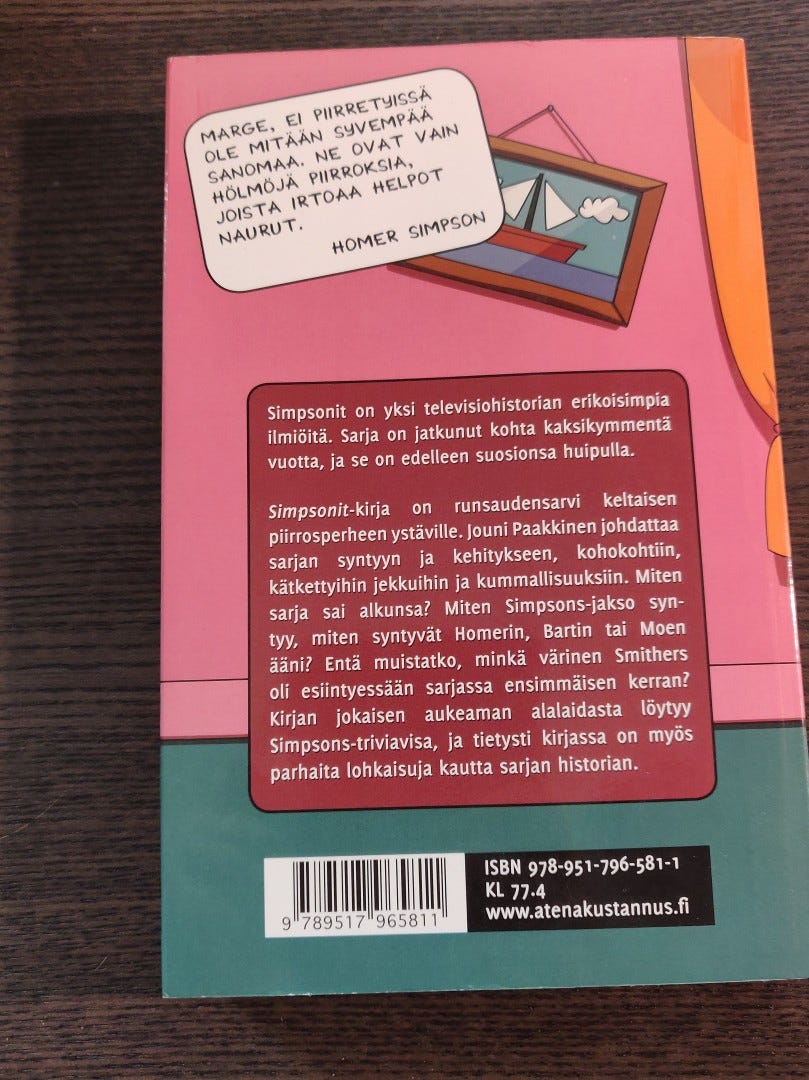 MARGE, EI PIIRRETYISSÄ
OLE MITÄÄN SYVEMPÄÄ
SANOMAA. NE OVAT VAIN
HÖLMÖJÄ PIIRROKSIA,
JOISTA IRTOAA HELPOT
NAURUT.
HOMER SIMPSON
Simpsonit on yksi televisiohistorian erikoisimpia
ilmiöitä. Sarja on jatkunut kohta kaksikymmentä
vuotta, ja se on edelleen suosionsa huipulla.
Simpsonit-kirja on runsaudensarvi keltaisen
piirrosperheen ystäville. Jouni Paakkinen johdattaa
sarjan syntyyn ja kehitykseen, kohokohtiin,
kätkettyihin jekkuihin ja kummallisuuksiin. Miten
sarja sai alkunsa? Miten Simpsons-jakso syn-
tyy, miten syntyvät Homerin, Bartin tai Moen
ääni? Entä muistatko, minkä värinen Smithers
oli esiintyessään sarjassa ensimmäisen kerran?
Kirjan jokaisen aukeaman alalaidasta löytyy
Simpsons-triviavisa, ja tietysti kirjassa on myös
parhaita lohkaisuja kautta sarjan historian.
ISBN 978-951-796-581-1
KL 77.4
www.atenakustannus.fi
9 789517 965811